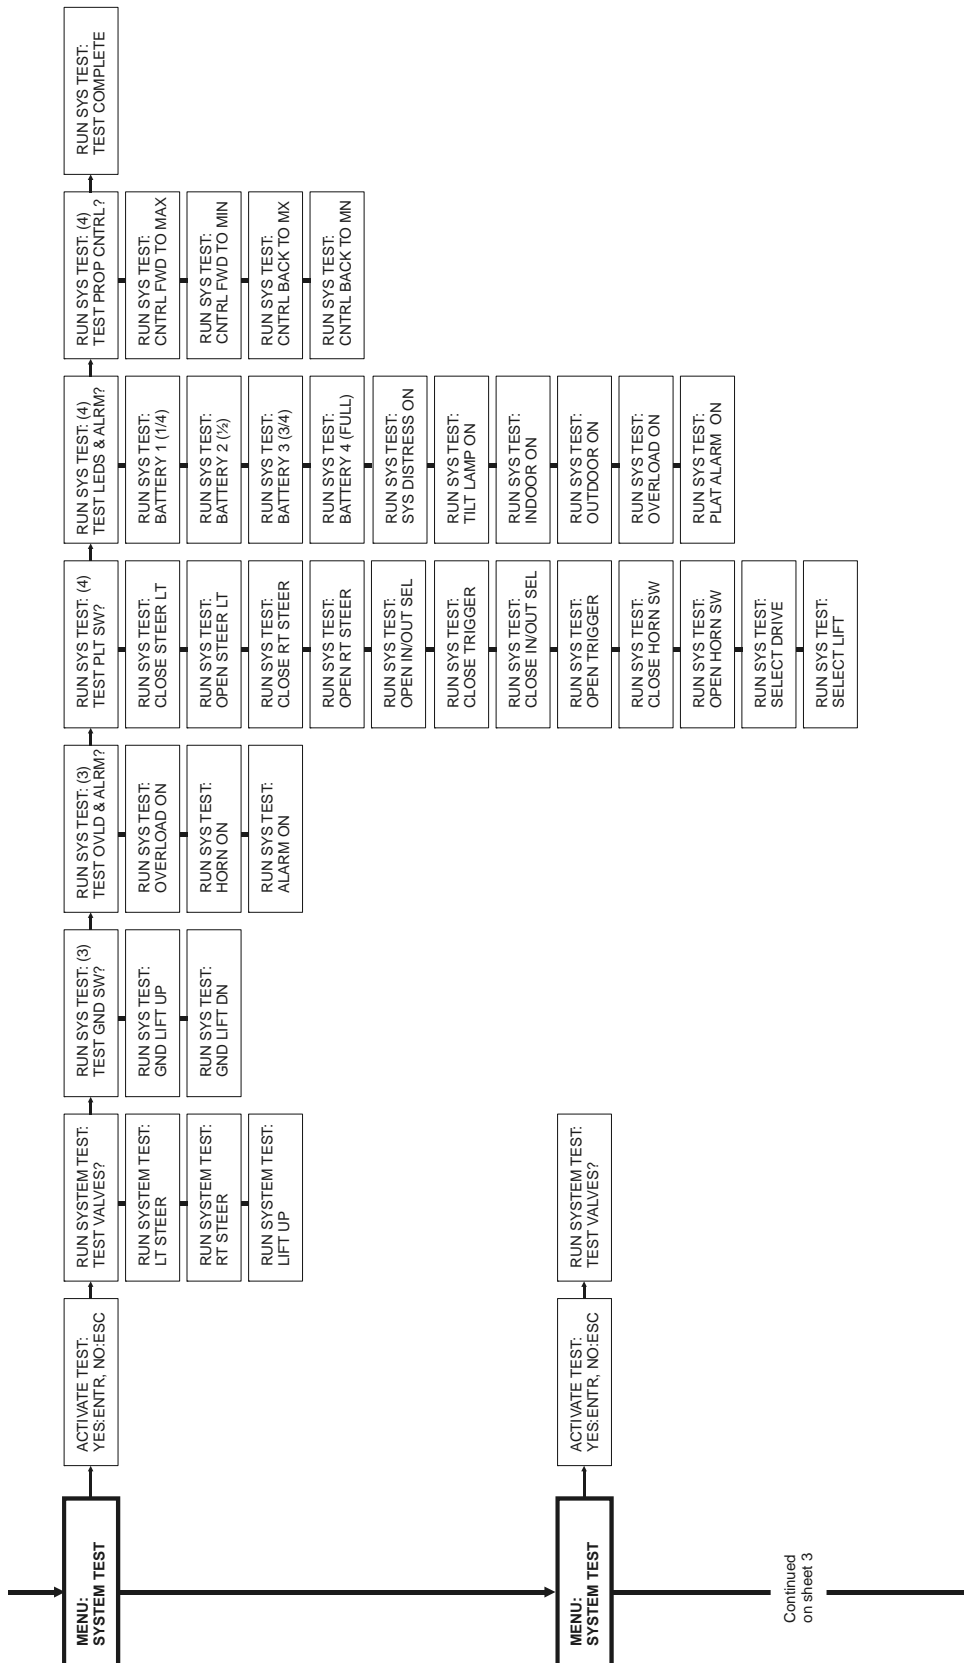 MENU:
SYSTEM TEST
ACTIVATE TEST:
YES:ENTR, NO:ESC
RUN SYSTEM TEST:
TEST VALVES?
RUN SYSTEM TEST:
LT STEER
RUN SYSTEM TEST:
RT STEER
RUN SYSTEM TEST:
LIFT UP
RUN SYS TEST: (3)
TEST GND SW?
RUN SYS TEST:
GND LIFT UP
RUN SYS TEST:
GND LIFT DN
RUN SYS TEST: (3)
TEST OVLD & ALRM?
RUN SYS TEST:
OVERLOAD ON
RUN SYS TEST:
HORN ON
RUN SYS TEST:
ALARM ON
RUN SYS TEST: (4)
TEST PLT SW?
RUN SYS TEST:
CLOSE STEER LT
RUN SYS TEST:
OPEN STEER LT
RUN SYS TEST:
CLOSE RT STEER
RUN SYS TEST:
OPEN RT STEER
RUN SYS TEST:
OPEN IN/OUT SEL
RUN SYS TEST:
CLOSE TRIGGER
RUN SYS TEST:
CLOSE IN/OUT SEL
RUN SYS TEST:
OPEN TRIGGER
RUN SYS TEST:
CLOSE HORN SW
RUN SYS TEST:
OPEN HORN SW
RUN SYS TEST:
SELECT DRIVE
RUN SYS TEST:
SELECT LIFT
RUN SYS TEST: (4)
TEST LEDS & ALRM?
RUN SYS TEST:
BATTERY 1 (1/4)
RUN SYS TEST:
BATTERY 2 (½)
RUN SYS TEST:
BATTERY 3 (3/4)
RUN SYS TEST:
BATTERY 4 (FULL)
RUN SYS TEST:
SYS DISTRESS ON
RUN SYS TEST:
TILT LAMP ON
RUN SYS TEST:
INDOOR ON
RUN SYS TEST:
OUTDOOR ON
RUN SYS TEST:
OVERLOAD ON
RUN SYS TEST:
PLAT ALARM ON
RUN SYS TEST: (4)
TEST PROP CNTRL?
RUN SYS TEST:
CNTRL FWD TO MAX
RUN SYS TEST:
CNTRL FWD TO MIN
RUN SYS TEST:
CNTRL BACK TO MX
RUN SYS TEST:
CNTRL BACK TO MN
RUN SYS TEST:
TEST COMPLETE
MENU:
SYSTEM TEST
ACTIVATE TEST:
YES:ENTR, NO:ESC
RUN SYSTEM TEST:
TEST VALVES?
Continued
on sheet 3